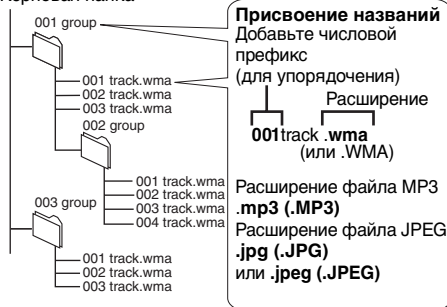 Корневая папка
001 group
001 track.wma
002 track.wma
003 track.wma
002 group
001 track.wma
002 track.wma
003 track.wma
004 track.wma
003 group
001 track.wma
002 track.wma
003 track.wma
Присвоение названий
Добавьте числовой
префикс
(для упорядочения)
Расширение
001track .wma
(или .WMA)
Расширение файла MP3
.mp3 (.MP3)
Расширение файла JPEG
.jpg (.JPG)
или .jpeg (.JPEG)